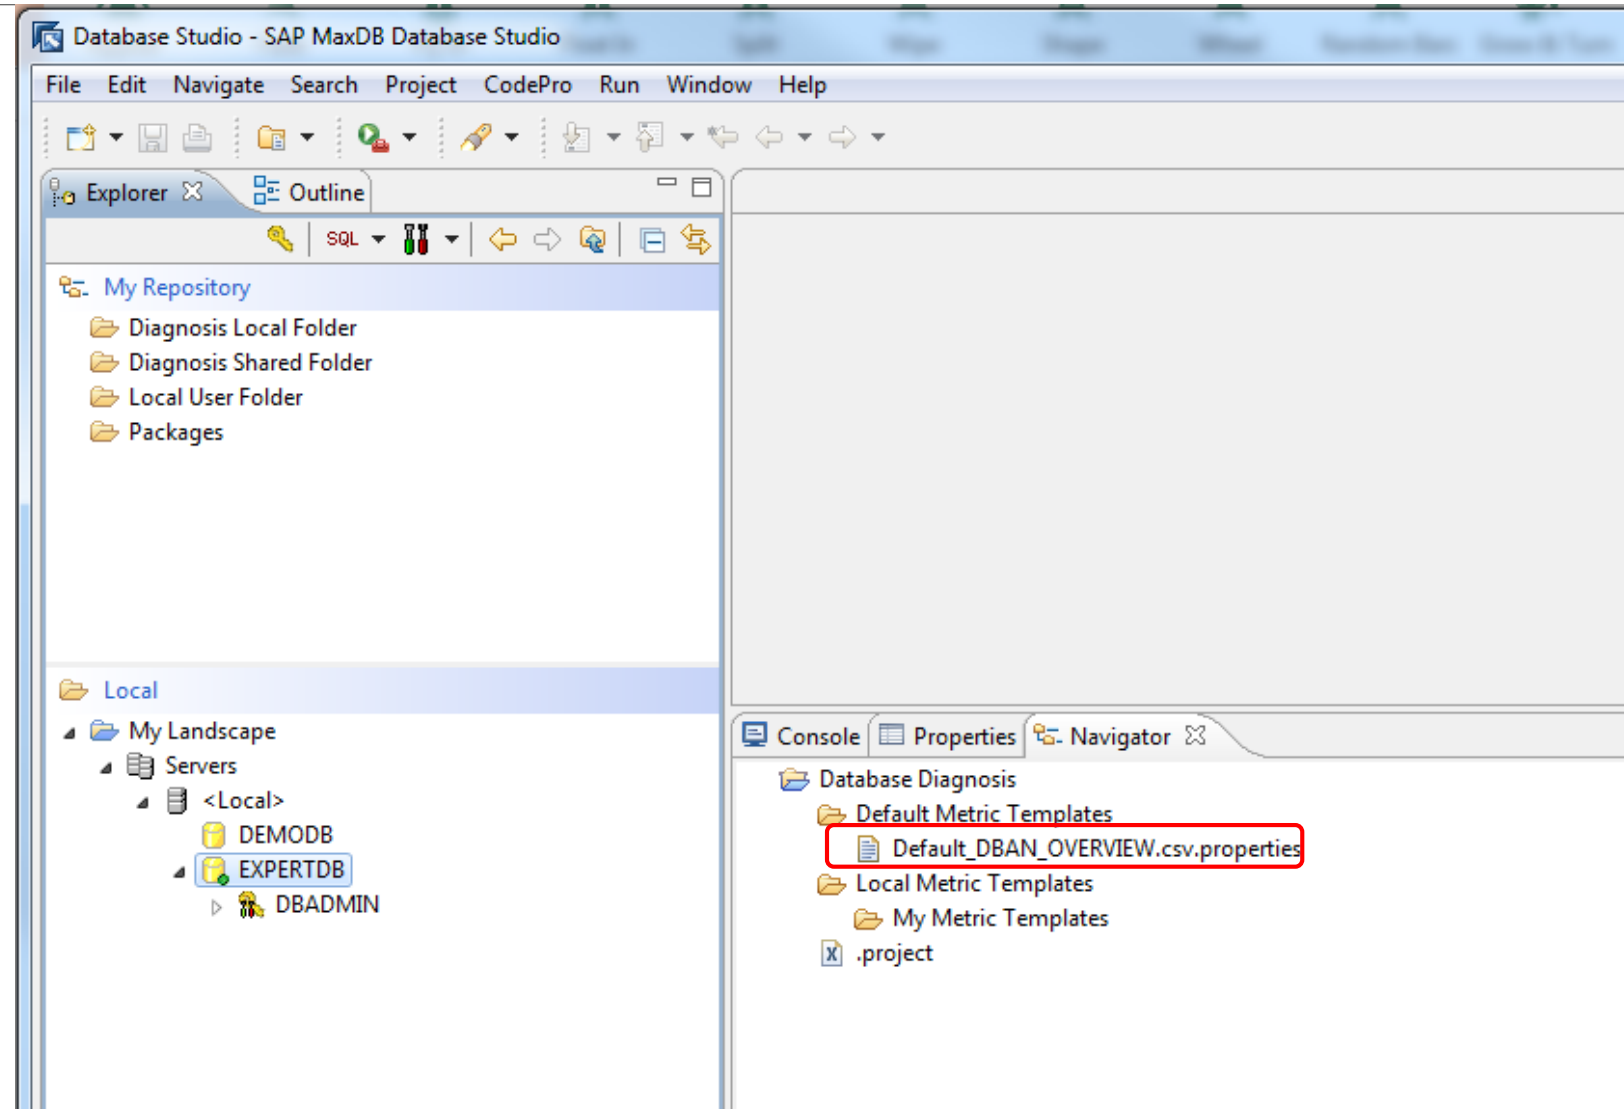 Database Studio - SAP MaxDB Database Studio
File Edit Navigate Search Project CodePro Run Window Help
Explorer Outline
SQL
My Repository
Diagnosis Local Folder
Diagnosis Shared Folder
Local User Folder
Packages
Local
My Landscape
Servers
<Local>
DEMODB
EXPERTDB
DBADMIN
Console Properties Navigator
Database Diagnosis
Default Metric Templates
Default_DBAN_OVERVIEW.csv.properties
Local Metric Templates
My Metric Templates
.project